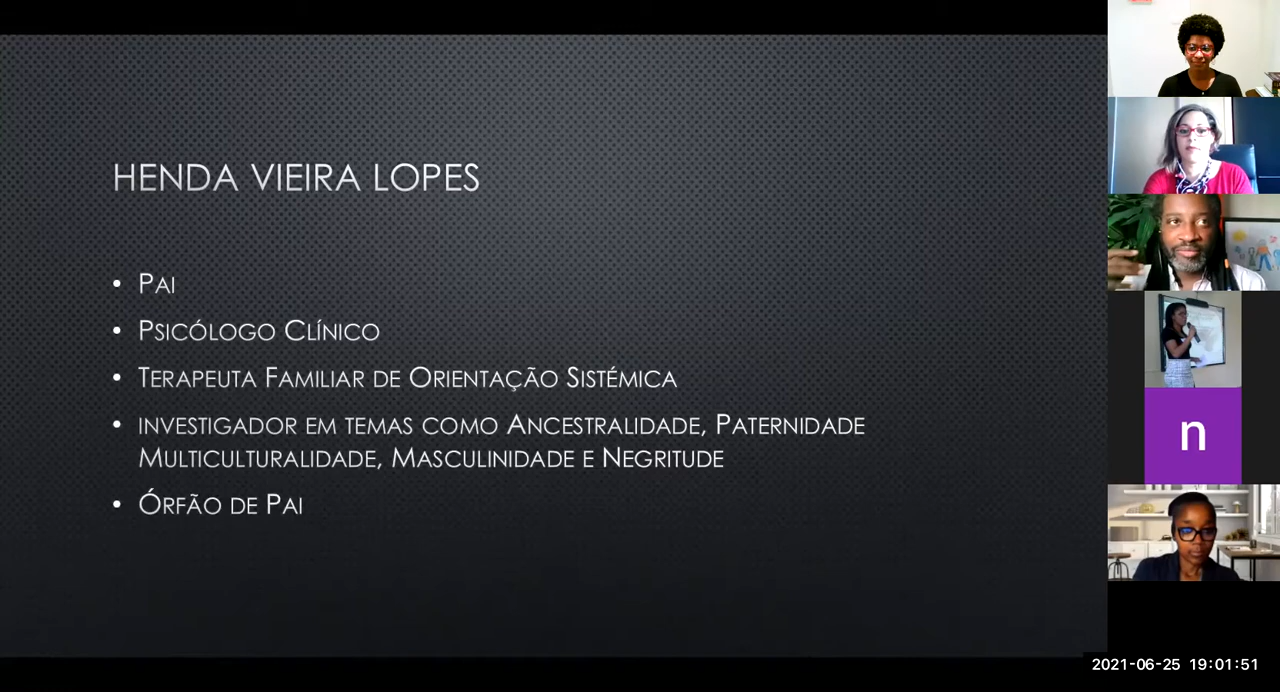 HENDA VIEIRA LOPES
• PAI
• PSICÓLOGO CLÍNICO
• TERAPEUTA FAMILIAR DE ORIENTAÇÃO SISTÉMICA
• INVESTIGADOR EM TEMAS COMO ANCESTRALIDADE, PATERNIDADE
MULTICULTURALIDADE, MASCULINIDADE E NEGRITUDE
• ÓRFÃO DE PAI
n
2021-06-25 19:01:51